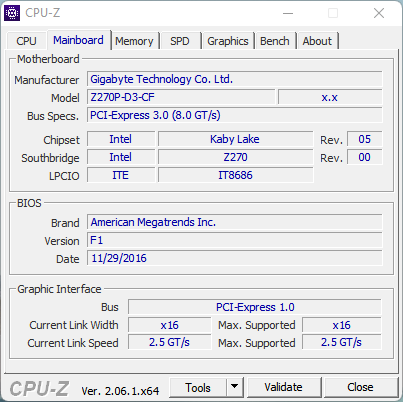 CPU-Z
CPU Mainboard Memory SPD Graphics Bench About
Motherboard
Manufacturer Gigabyte Technology Co. Ltd.
Model Z270P-D3-CF x.x
Bus Specs. PCI-Express 3.0 (8.0 GT/s)
Chipset Intel Kaby Lake Rev. 05
Southbridge Intel Z270 Rev. 00
LPCIO ITE IT8686
BIOS
Brand American Megatrends Inc.
Version F1
Date 11/29/2016
Graphic Interface
Bus PCI-Express 1.0
Current Link Width x16 Max. Supported x16
Current Link Speed 2.5 GT/s Max. Supported 2.5 GT/s
CPU-Z Ver. 2.06.1.x64 Tools Validate Close